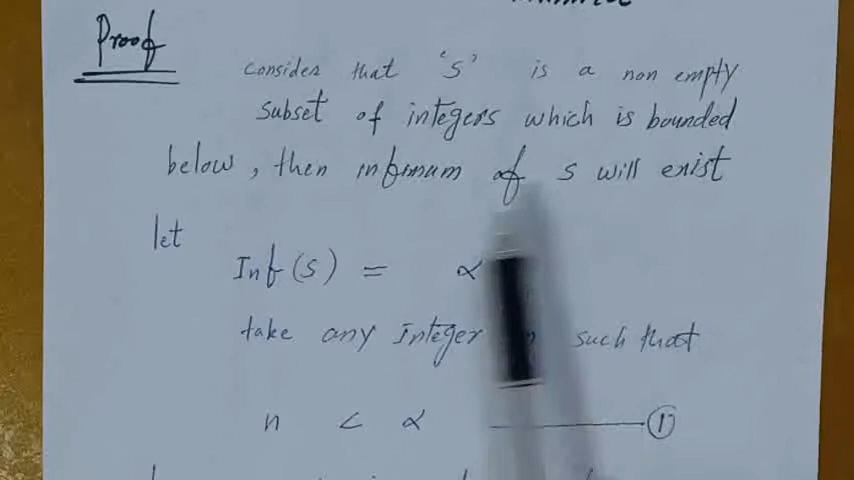 Proof
Consider that 'S' is a non empty
subset of integers which is bounded
below, then infimum of S will exist
let
Inf(S) = α
take any Integer n such that
n < α ①